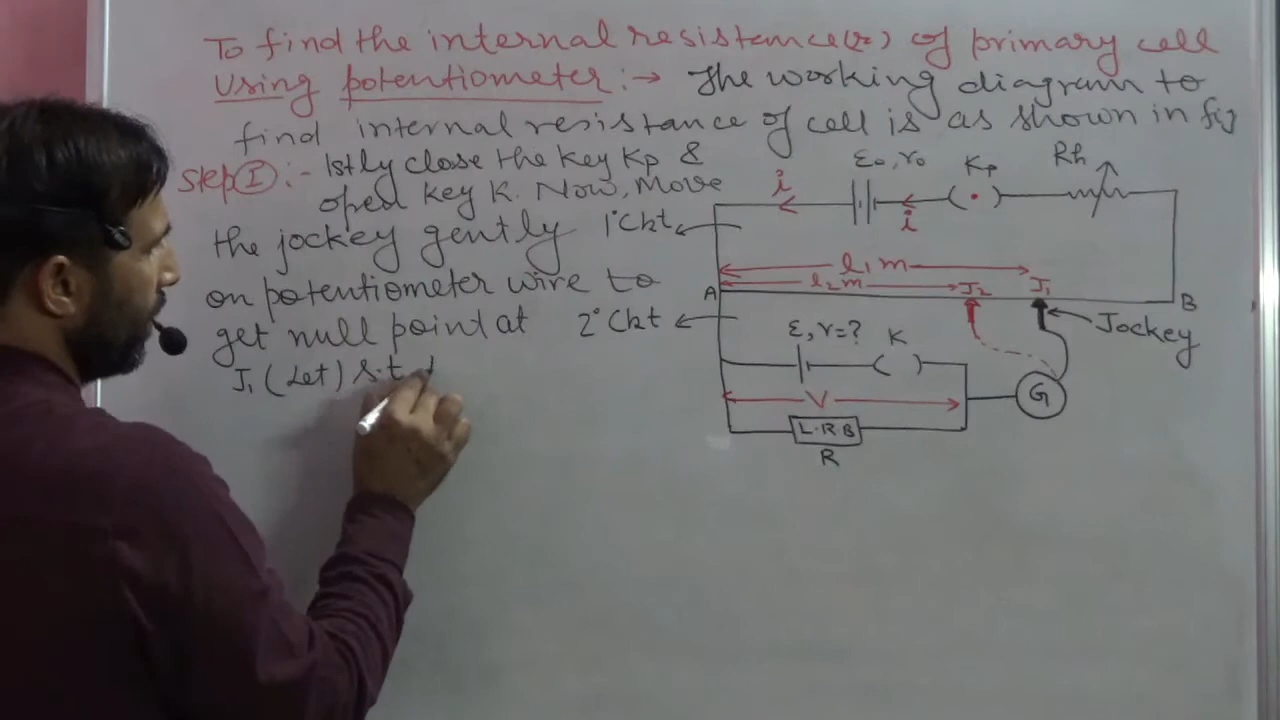 To find the internal resistance(r) of primary cell
Using potentiometer:→ The working diagram to
find internal resistance of cell is as shown in fig
Step I :- Istly close the key Kp &
open key K. Now, Move
the jockey gently
on potentiometer wire to
get null point at
J₁ (Let) s.t
1° Ckt
2° Ckt
ε₀, r₀
Kp
Rh
i
i
l₁ m
l₂ m
J₂
J₁
A
B
Jockey
ε, r=?
K
V
G
L.R B
R